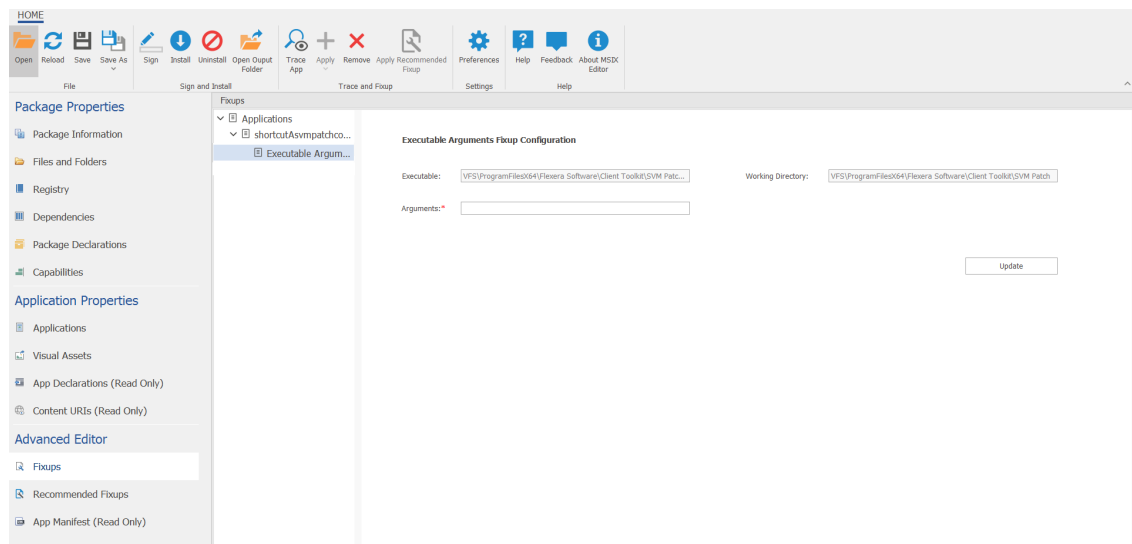 HOME
Open Reload Save Save As Sign Install Uninstall Open Ouput Folder Trace App Apply Remove Apply Recommended Fixup Preferences Help Feedback About MSIX Editor
File Sign and Install Trace and Fixup Settings Help
Package Properties
Package Information
Files and Folders
Registry
Dependencies
Package Declarations
Capabilities
Application Properties
Applications
Visual Assets
App Declarations (Read Only)
Content URIs (Read Only)
Advanced Editor
Fixups
Recommended Fixups
App Manifest (Read Only)
Fixups
Applications
shortcutAsvmpatchco...
Executable Argum...
Executable Arguments Fixup Configuration
Executable: VFS\ProgramFilesX64\Flexera Software\Client Toolkit\SVM Patc... Working Directory: VFS\ProgramFilesX64\Flexera Software\Client Toolkit\SVM Patch
Arguments:*
Update